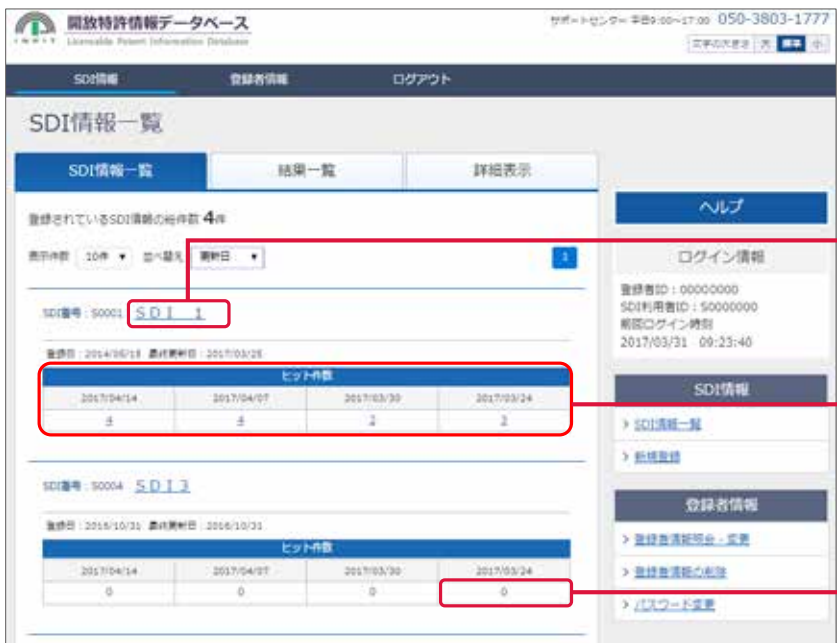 開放特許情報データベース
INPIT Licensable Patent Information Database
サポートセンター 平日9:00~17:00 050-3803-1777
文字の大きさ 大 標準 小
SDI情報 登録者情報 ログアウト
SDI情報一覧
SDI情報一覧 結果一覧 詳細表示
登録されているSDI情報の総件数 4件
表示件数 10件 ▼ 並べ替え 更新日 ▼
1
SDI番号:S0001 SDI 1
登録日:2014/06/18 最終更新日:2017/03/28
ヒット件数
2017/04/14 2017/04/07 2017/03/30 2017/03/24
4 4 2 2
SDI番号:S0004 SDI3
登録日:2016/10/31 最終更新日:2016/10/31
ヒット件数
2017/04/14 2017/04/07 2017/03/30 2017/03/24
0 0 0 0
ヘルプ
ログイン情報
登録者ID:00000000
SDI利用者ID:S0000000
前回ログイン時刻
2017/03/31 09:23:40
SDI情報
> SDI情報一覧
> 新規登録
登録者情報
> 登録者情報照会・変更
> 登録者情報の削除
> パスワード変更